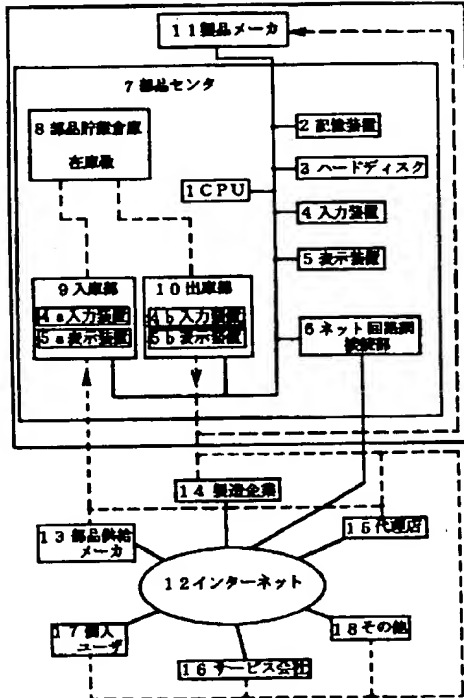 11製品メーカ
7部品センタ
8部品貯蔵倉庫
在庫数
2記憶装置
3ハードディスク
1CPU
4入力装置
5表示装置
9入庫部
4a入力装置
5a表示装置
10出庫部
4b入力装置
5b表示装置
6ネット回路網
接続部
14製造企業
13部品供給
メーカ
15代理店
12インターネット
17個人
ユーザ
18その他
16サービス会社